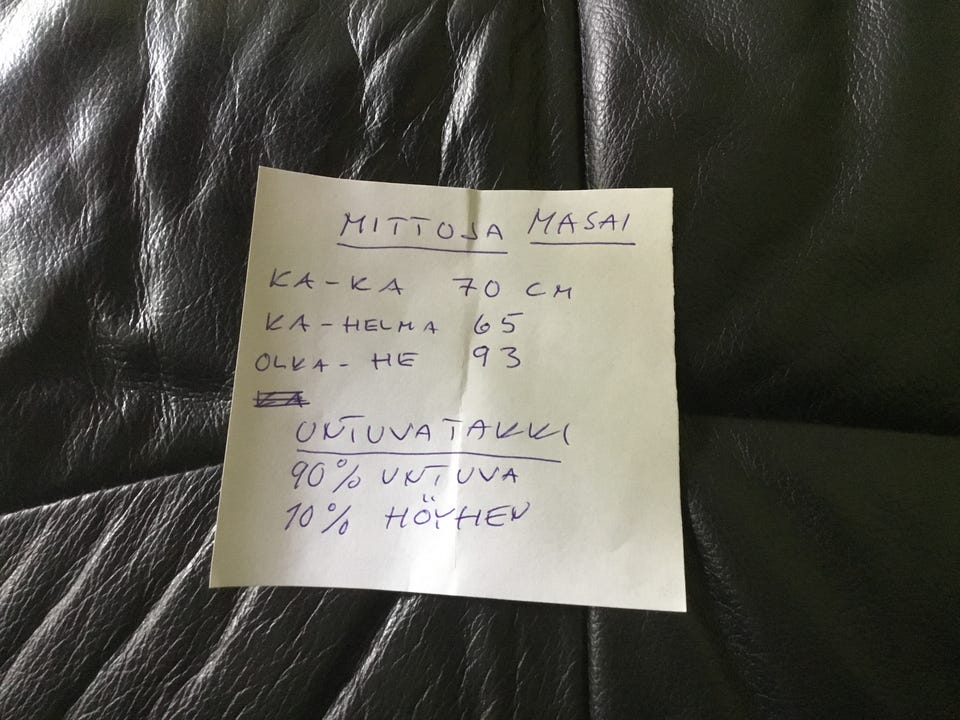 MITTOJA MASAI
KA-KA 70 CM
KA-HELMA 65
OLKA-HE 93
UNTUVATAKKI
90% UNTUVA
10% HÖYHEN